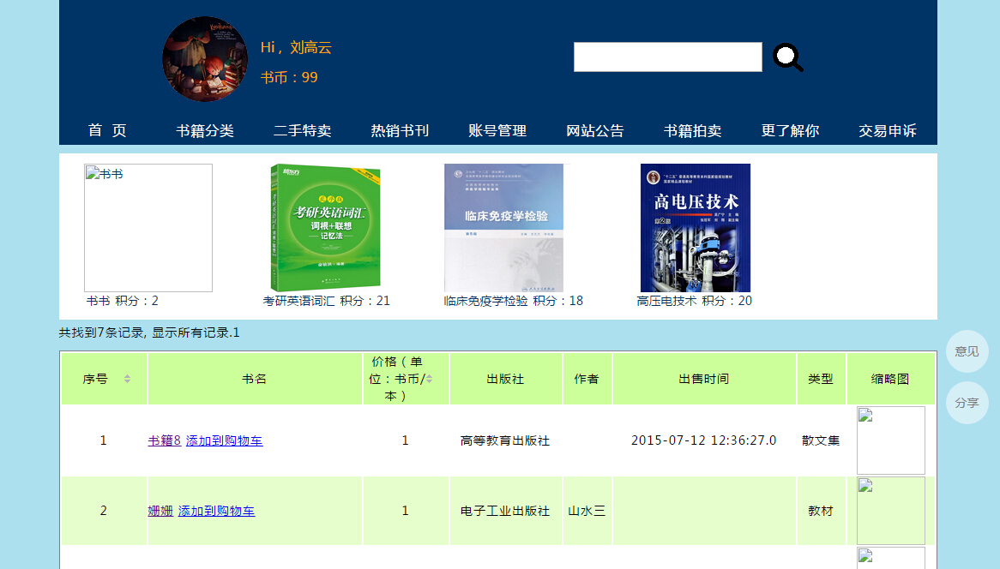 Hi， 刘高云
书币：99
首 页 书籍分类 二手特卖 热销书刊 账号管理 网站公告 书籍拍卖 更了解你 交易申诉
书书
新东方
乱序版
考研英语词汇
词根+联想
记忆法
临床免疫学检验
高电压技术
第2版
书书 积分：2
考研英语词汇 积分：21
临床免疫学检验 积分：18
高压电技术 积分：20
共找到7条记录, 显示所有记录.1
意见
分享
序号 书名 价格（单位：书币/本） 出版社 作者 出售时间 类型 缩略图
1 书籍8 添加到购物车 1 高等教育出版社 2015-07-12 12:36:27.0 散文集
2 姗姗 添加到购物车 1 电子工业出版社 山水三 教材